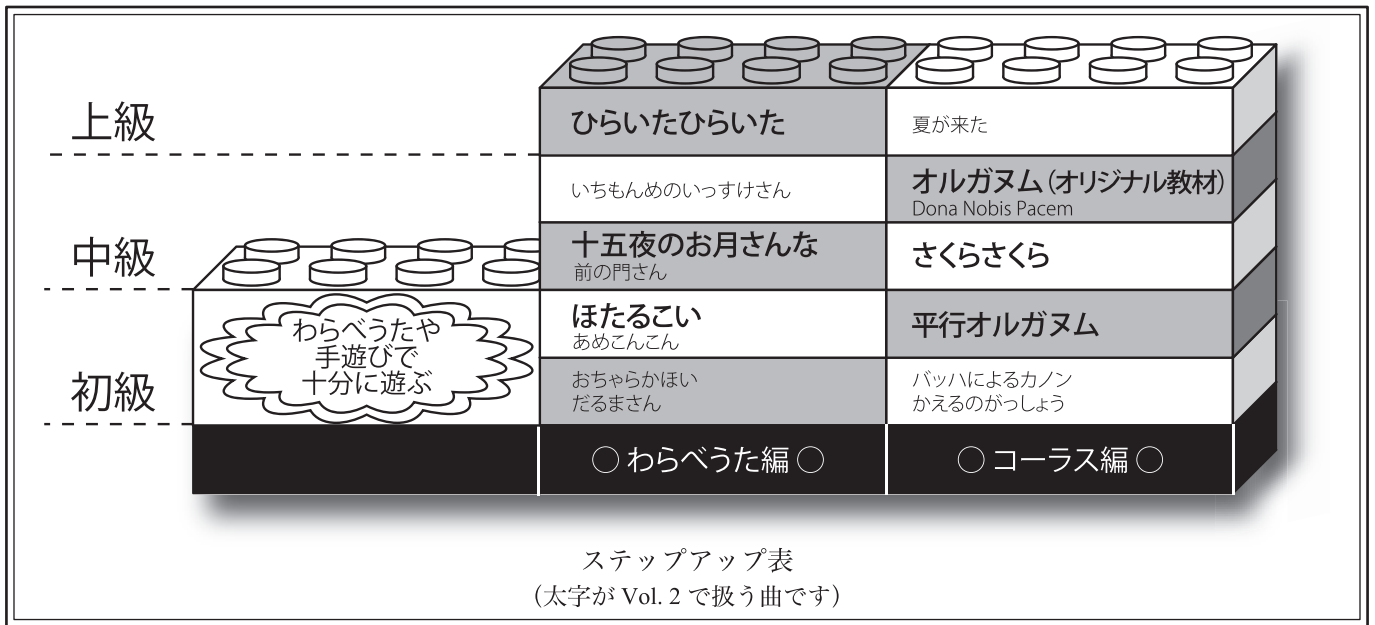 上級
ひらいたひらいた
夏が来た
いちもんめのいっすけさん
オルガヌム（オリジナル教材）
Dona Nobis Pacem
中級
十五夜のお月さんな
前の門さん
さくらさくら
わらべうたや
手遊びで
十分に遊ぶ
ほたるこい
あめこんこん
平行オルガヌム
初級
おちゃらかほい
だるまさん
バッハによるカノン
かえるのがっしょう
○ わらべうた編 ○
○ コーラス編 ○
ステップアップ表
（太字が Vol. 2 で扱う曲です）